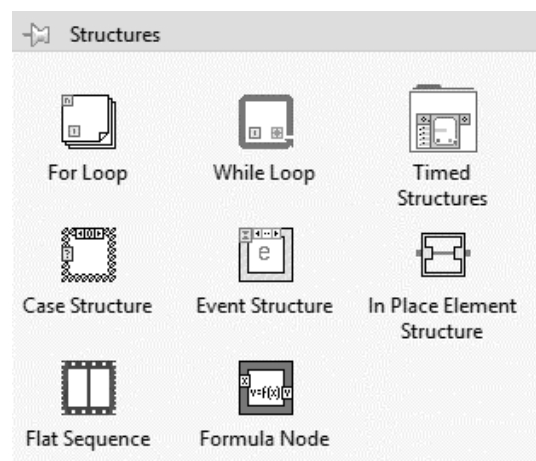 Structures
For Loop
While Loop
Timed
Structures
Case Structure
Event Structure
In Place Element
Structure
Flat Sequence
Formula Node
e
v=f(x)